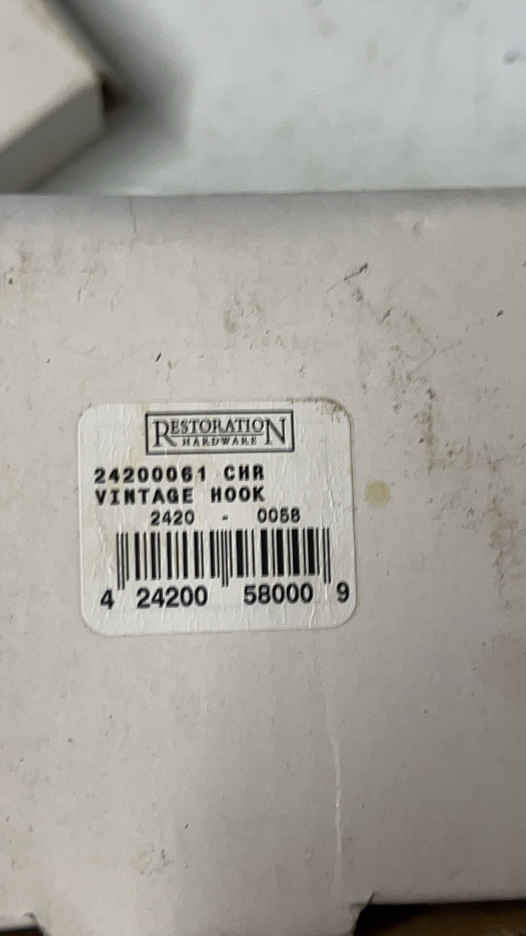 RESTORATION
HARDWARE
24200061 CHR
VINTAGE HOOK
2420 - 0058
4 24200 58000 9